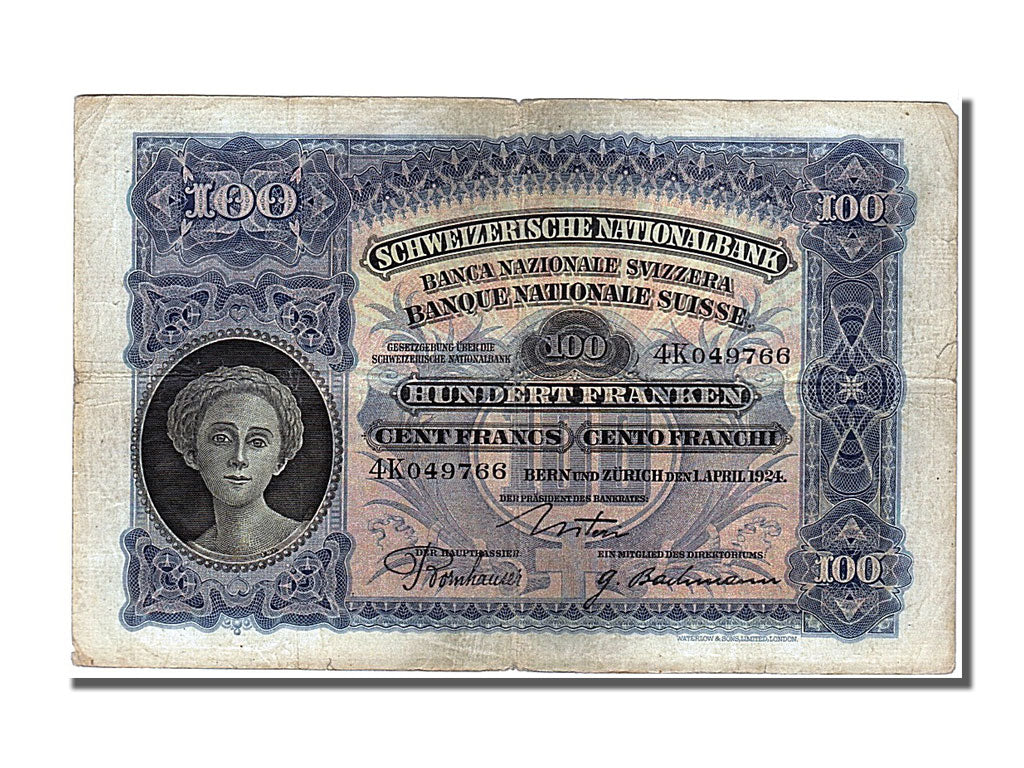 100
100
SCHWEIZERISCHE NATIONALBANK
BANCA NAZIONALE SVIZZERA
BANQUE NATIONALE SUISSE
GESETZGEBUNG ÜBER DIE
SCHWEIZERISCHE NATIONALBANK
100
4K049766
HUNDERT FRANKEN
CENT FRANCS
CENTO FRANCHI
4K049766
BERN UND ZÜRICH DEN 1. APRIL 1924.
DER PRÄSIDENT DES BANKRATES:
DER HAUPTKASSIER
EIN MITGLIED DES DIREKTORIUMS:
Bornhauser
G. Bachmann
100
WATERLOW & SONS, LIMITED, LONDON.